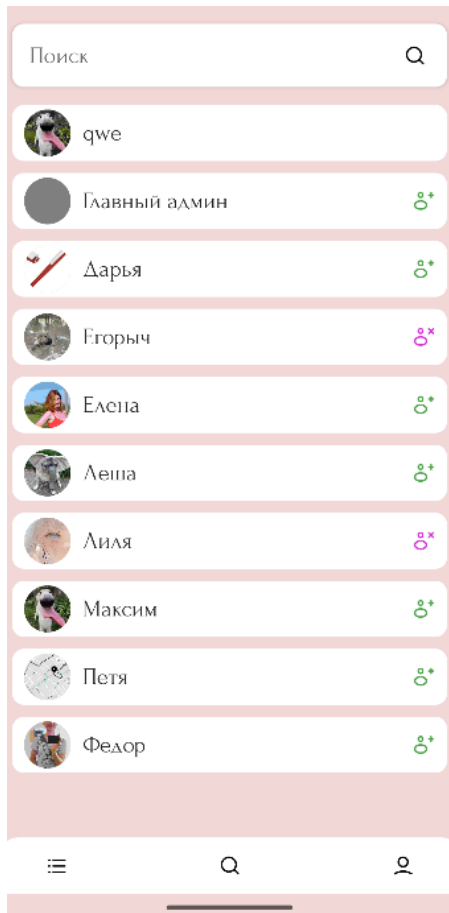 Поиск
qwe
Главный админ
Дарья
Егорыч
Елена
Леша
Лиля
Максим
Петя
Федор